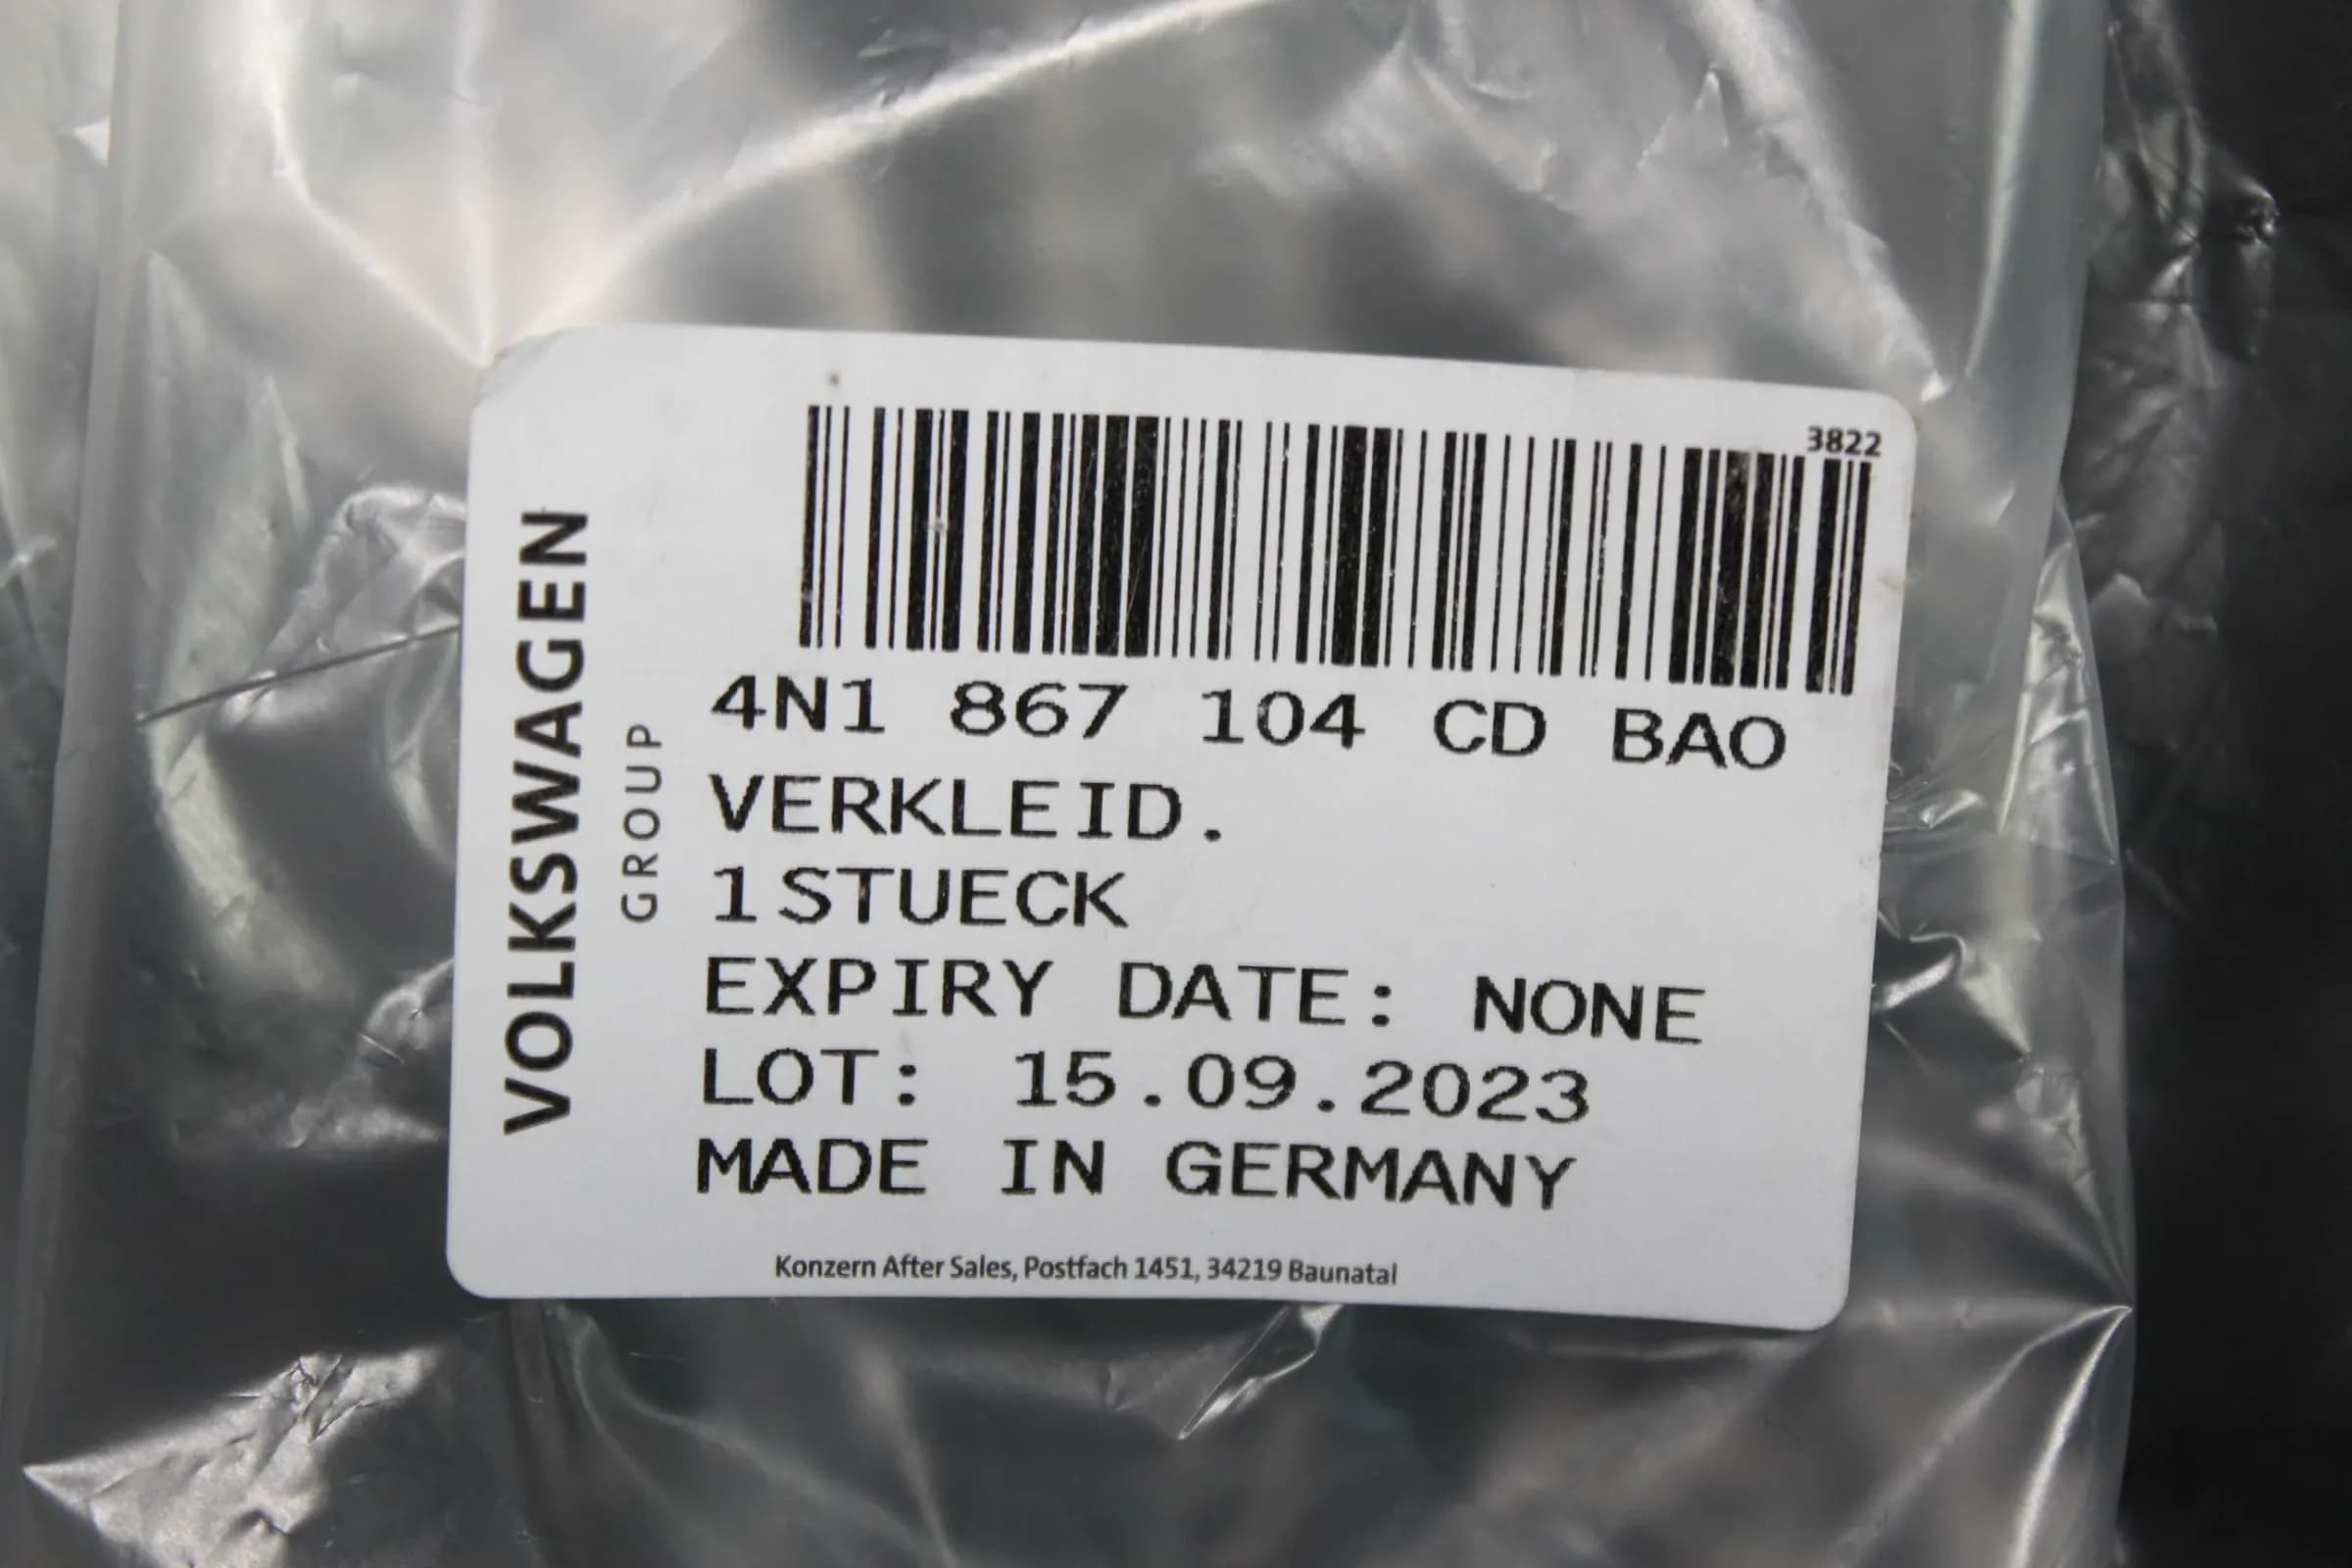 3822
VOLKSWAGEN
GROUP
4N1 867 104 CD BAO
VERKLEID.
1STUECK
EXPIRY DATE: NONE
LOT: 15.09.2023
MADE IN GERMANY
Konzern After Sales, Postfach 1451, 34219 Baunatal